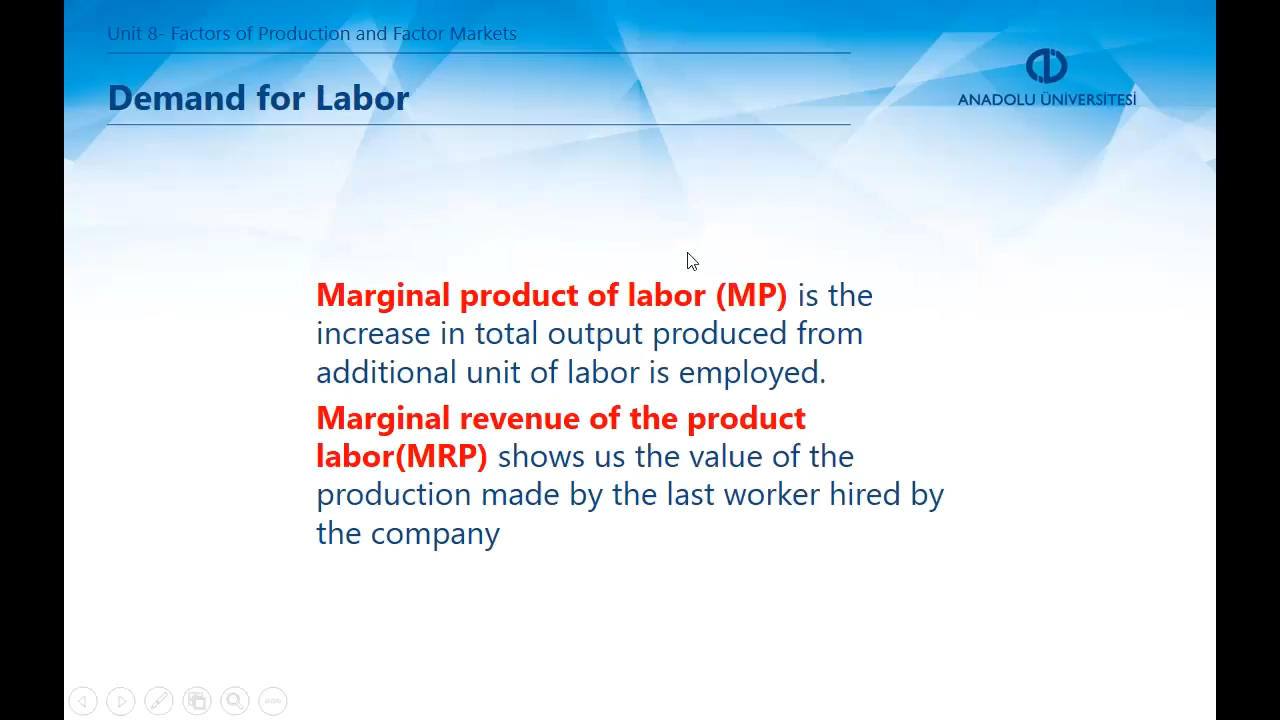 Unit 8- Factors of Production and Factor Markets
Demand for Labor
ANADOLU ÜNİVERSİTESİ
Marginal product of labor (MP) is the
increase in total output produced from
additional unit of labor is employed.
Marginal revenue of the product
labor(MRP) shows us the value of the
production made by the last worker hired by
the company